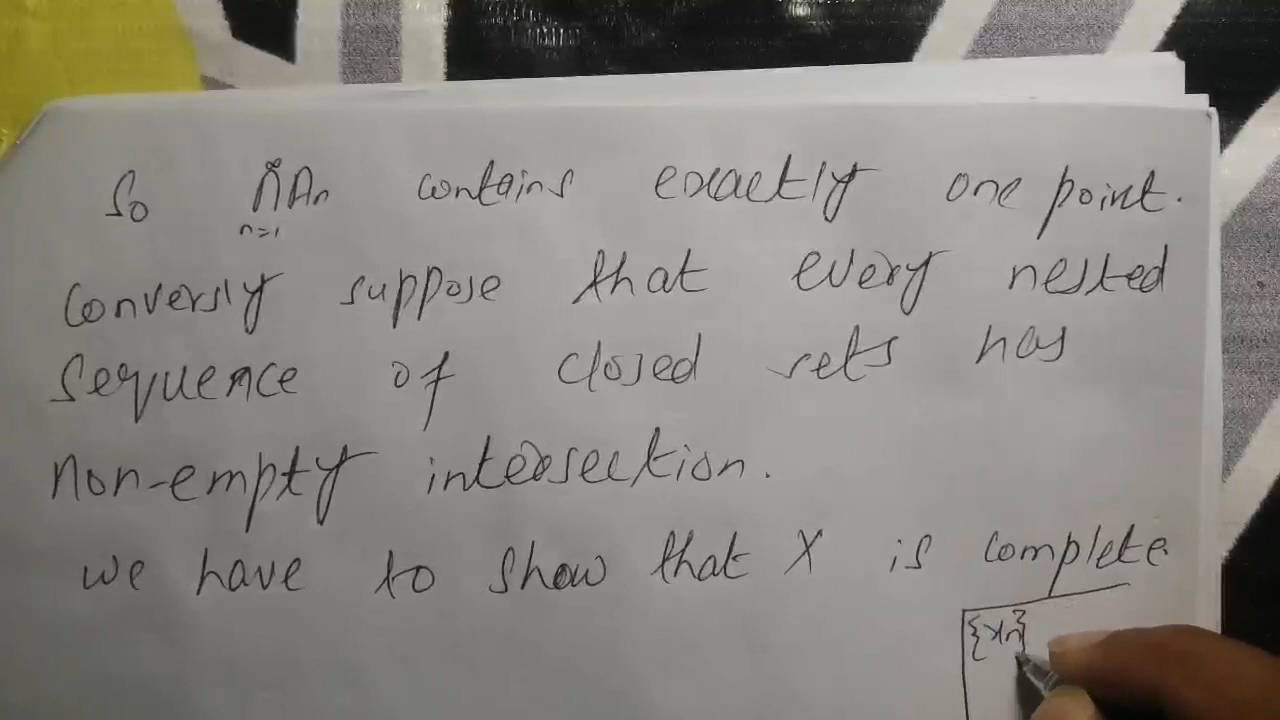 So ∞⋂n=1 An contains exactly one point.
Conversly suppose that every nested
sequence of closed sets has
non-empty intersection.
we have to show that X is complete
{xn}